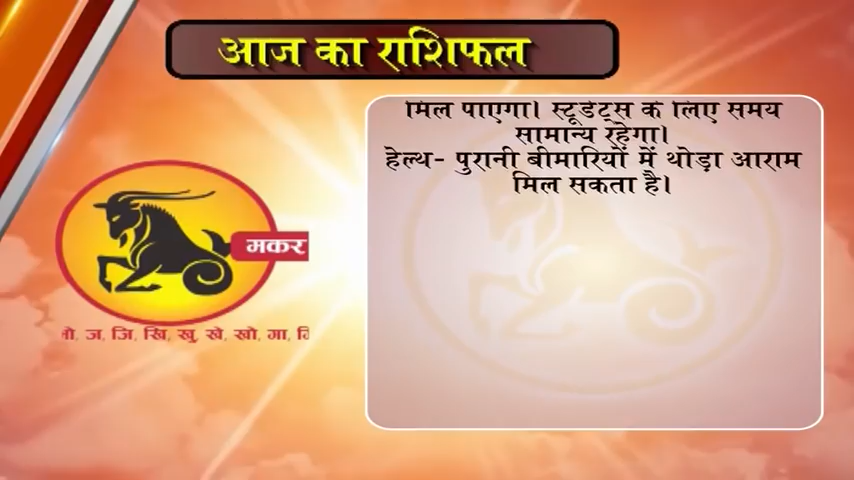 आज का राशिफल
मिल पाएगा। स्टूडेंट्स के लिए समय
सामान्य रहेगा।
हेल्थ- पुरानी बीमारियों में थोड़ा आराम
मिल सकता है।
मकर
ज, जि, खि, खु, खे, खो, गा,